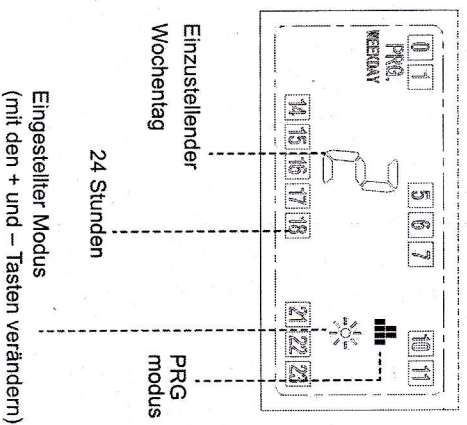 0 1 5 6 7 10 11
PRG.
WEEKDAY
2
14 15 16 17 18 21 22 23
Einzustellender
Wochentag
PRG
modus
24 Stunden
Eingestellter Modus
(mit den + und – Tasten verändern)